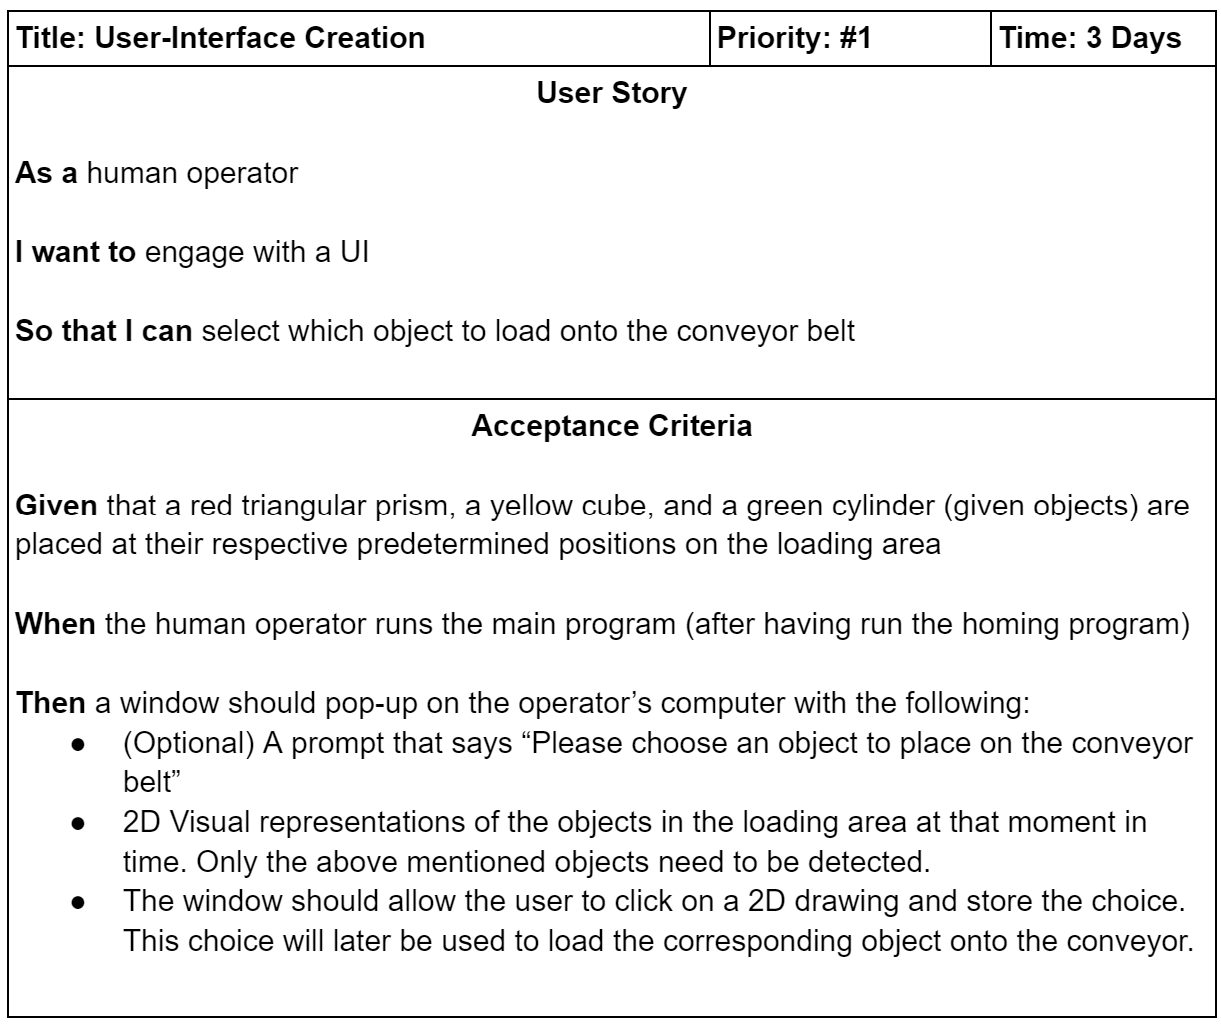 Title: User-Interface Creation
Priority: #1
Time: 3 Days
User Story
As a human operator
I want to engage with a UI
So that I can select which object to load onto the conveyor belt
Acceptance Criteria
Given that a red triangular prism, a yellow cube, and a green cylinder (given objects) are
placed at their respective predetermined positions on the loading area
When the human operator runs the main program (after having run the homing program)
Then a window should pop-up on the operator’s computer with the following:
● (Optional) A prompt that says “Please choose an object to place on the conveyor
belt”
● 2D Visual representations of the objects in the loading area at that moment in
time. Only the above mentioned objects need to be detected.
● The window should allow the user to click on a 2D drawing and store the choice.
This choice will later be used to load the corresponding object onto the conveyor.